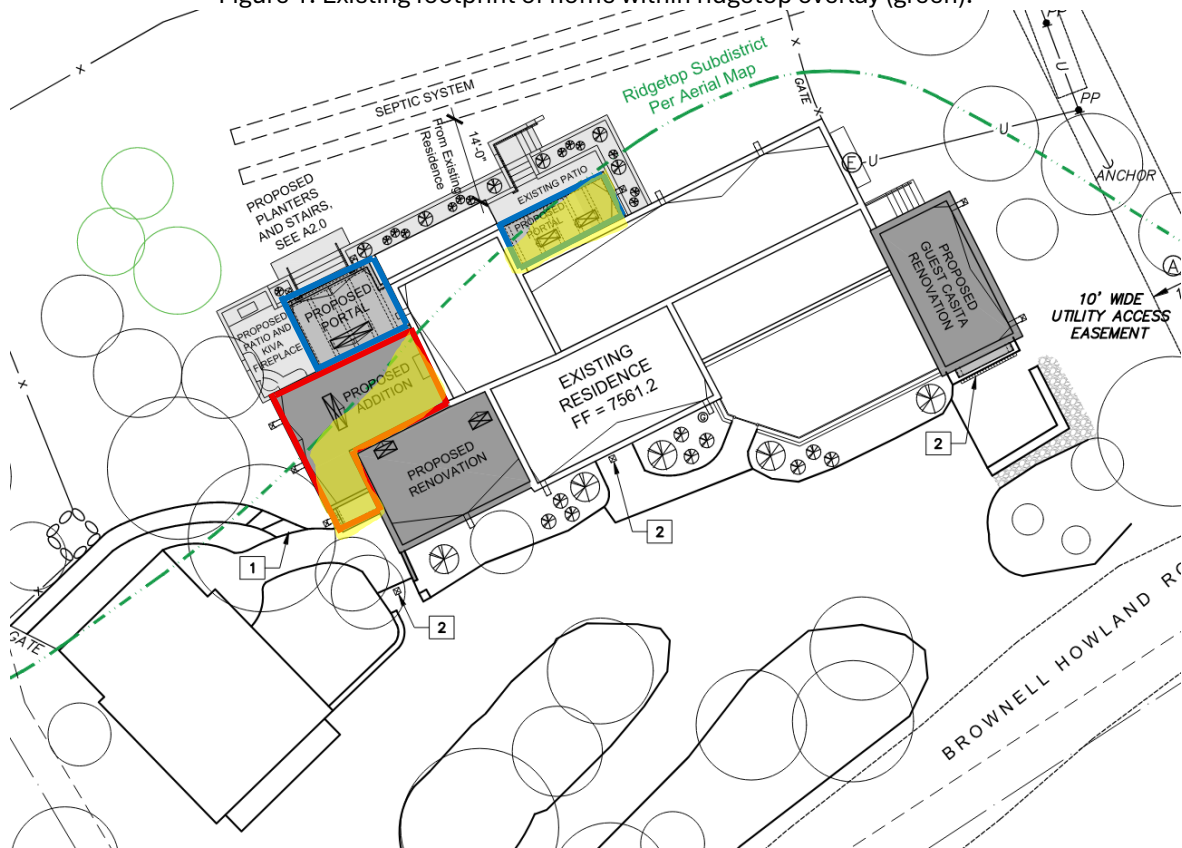 Figure 1: Existing footprint of home within ridgetop overlay (green).
PP
U
X
SEPTIC SYSTEM
Ridgetop Subdistrict
Per Aerial Map
X
GATE
X
PP
U
14'-0"
From Existing
Residence
E
U
ANCHOR
PROPOSED
PLANTERS
AND STAIRS,
SEE A2.0
EXISTING PATIO
PROPOSED
PORTAL
PROPOSED
GUEST CASITA
RENOVATION
A
10' WIDE
UTILITY ACCESS
EASEMENT
PROPOSED
PORTAL
PROPOSED
PATIO AND
KIVA
FIREPLACE
X
EXISTING
RESIDENCE
FF = 7561.2
PROPOSED
ADDITION
G
2
PROPOSED
RENOVATION
2
1
X
2
GATE
BROWNELL HOWLAND RO